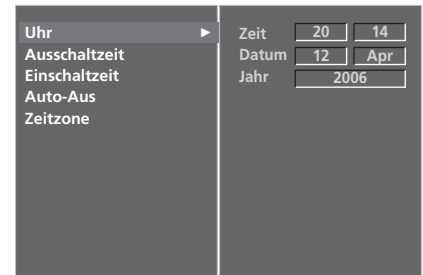 Uhr
Ausschaltzeit
Einschaltzeit
Auto-Aus
Zeitzone
Zeit 20 14
Datum 12 Apr
Jahr 2006